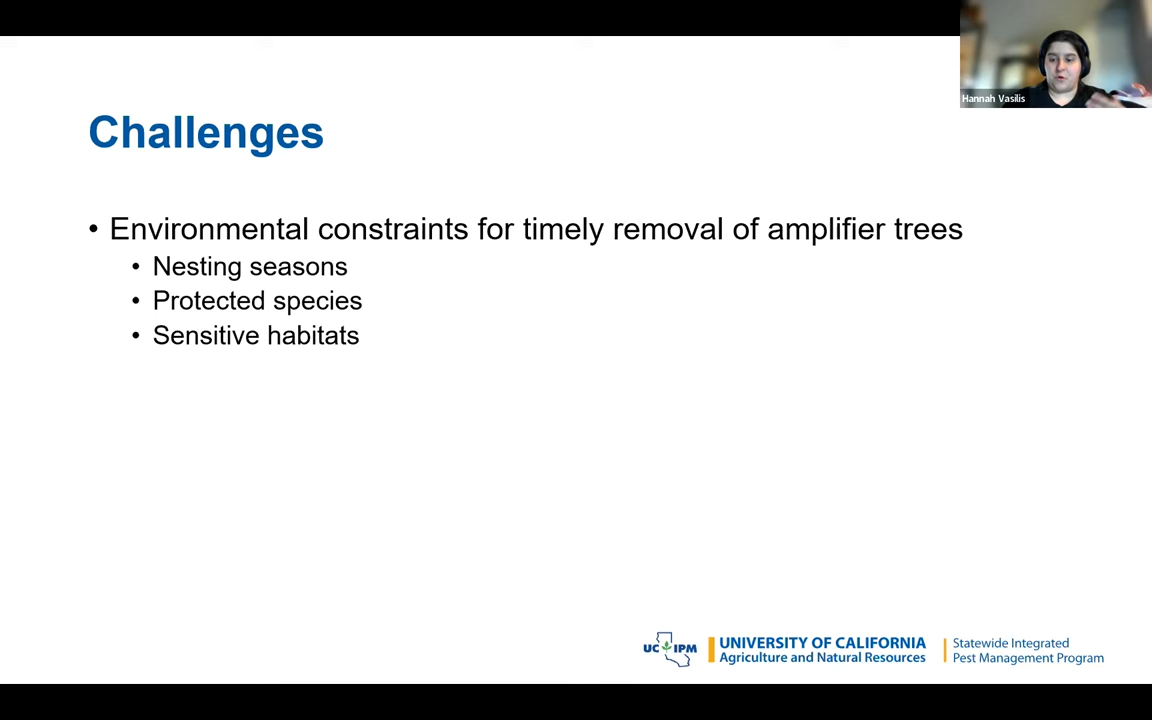 Hannah Vasilis
Challenges
• Environmental constraints for timely removal of amplifier trees
• Nesting seasons
• Protected species
• Sensitive habitats
UC IPM
UNIVERSITY OF CALIFORNIA
Agriculture and Natural Resources
Statewide Integrated
Pest Management Program